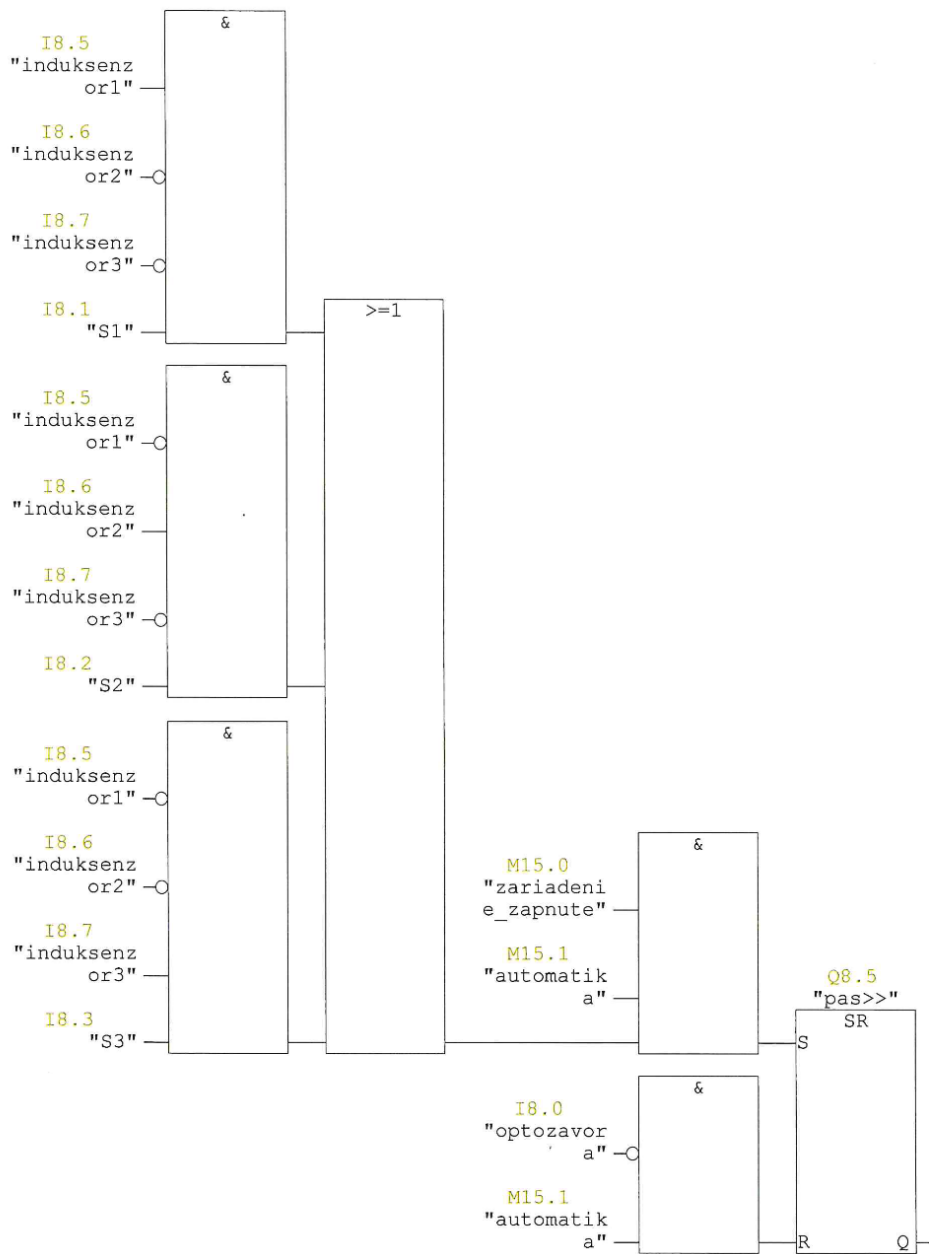 &
I8.5
"induksenz
or1"
I8.6
"induksenz
or2"
I8.7
"induksenz
or3"
I8.1
"S1"
>=1
&
I8.5
"induksenz
or1"
I8.6
"induksenz
or2"
I8.7
"induksenz
or3"
I8.2
"S2"
&
I8.5
"induksenz
or1"
I8.6
"induksenz
or2"
I8.7
"induksenz
or3"
I8.3
"S3"
&
M15.0
"zariadeni
e_zapnute"
M15.1
"automatik
a"
Q8.5
"pas>>"
SR
S
&
I8.0
"optozavor
a"
M15.1
"automatik
a"
R
Q